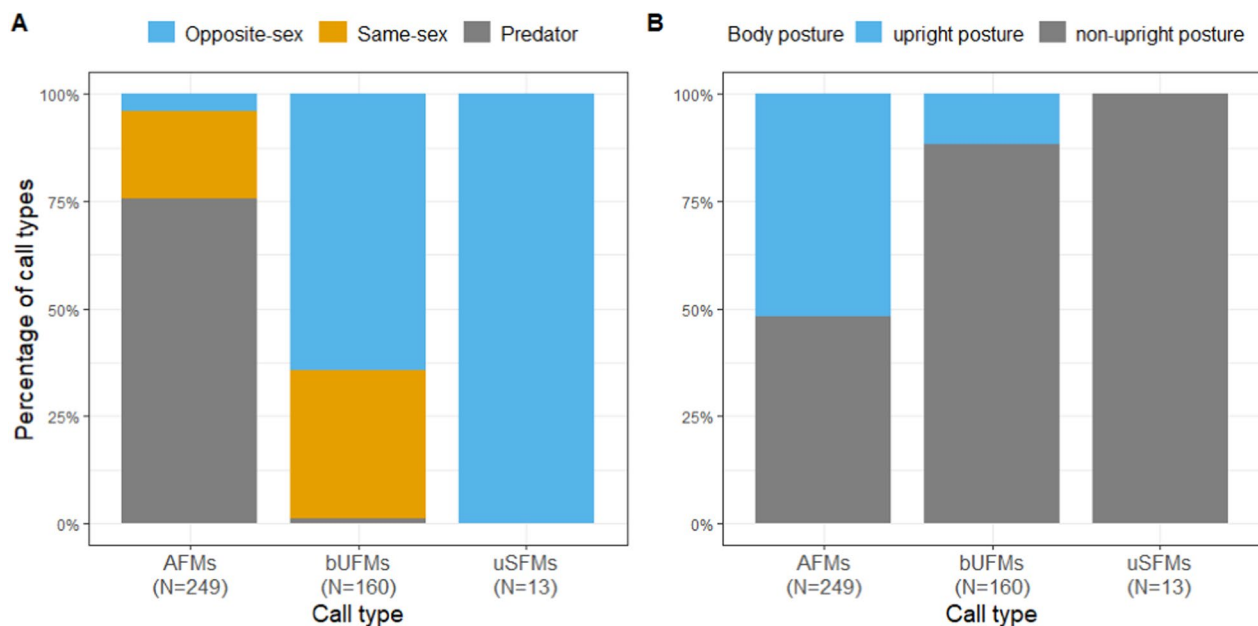 A
Opposite-sex Same-sex Predator
Percentage of call types
100%
75%
50%
25%
0%
AFMs bUFMs uSFMs
(N=249) (N=160) (N=13)
Call type
B
Body posture upright posture non-upright posture
100%
75%
50%
25%
0%
AFMs bUFMs uSFMs
(N=249) (N=160) (N=13)
Call type